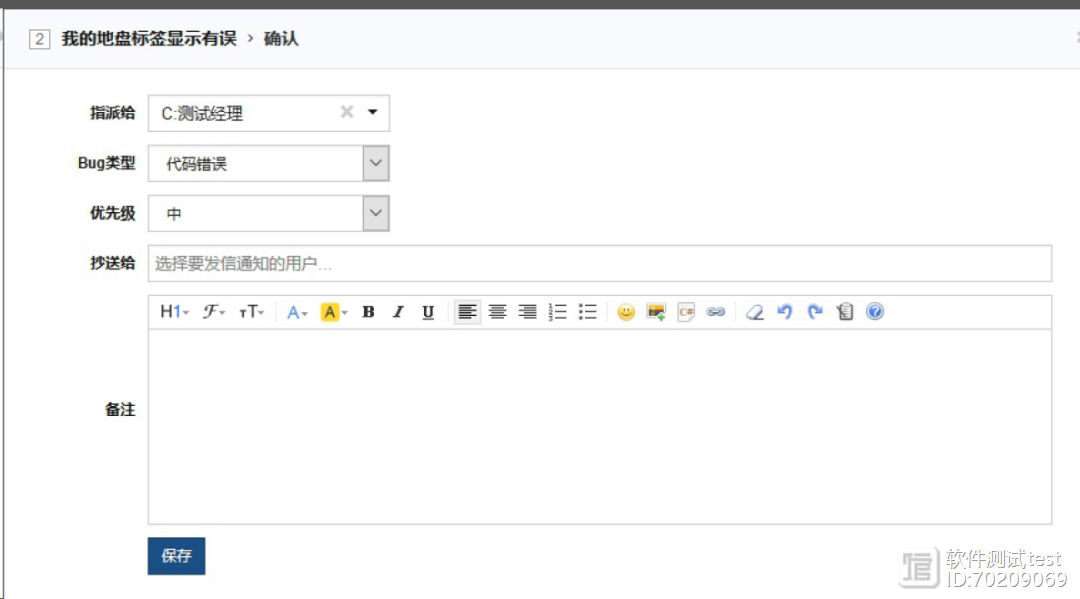 2 我的地盘标签显示有误 › 确认
指派给 C:测试经理
Bug类型 代码错误
优先级 中
抄送给 选择要发信通知的用户...
H1 F TT A A B I U C#
备注
保存
信 软件测试test
ID:70209069